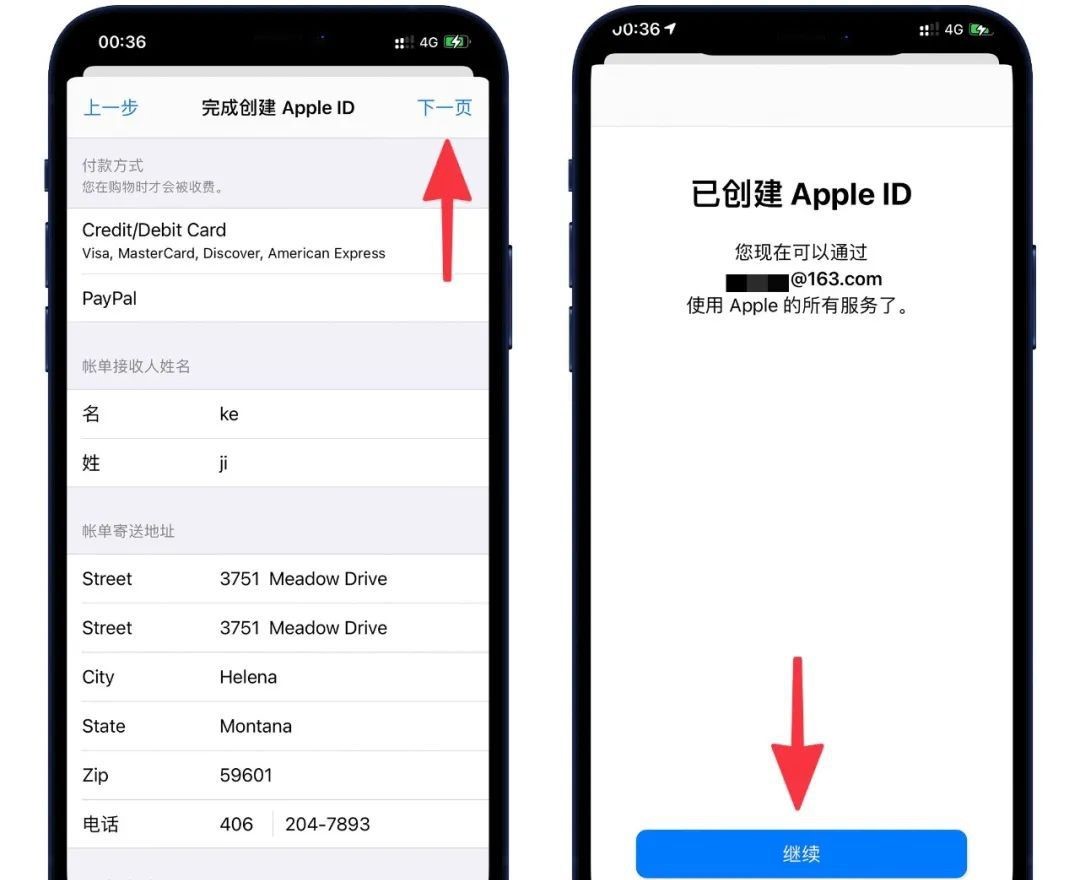 00:36
4G
上一步
完成创建 Apple ID
下一页
付款方式
您在购物时才会被收费。
Credit/Debit Card
Visa, MasterCard, Discover, American Express
PayPal
帐单接收人姓名
名 ke
姓 ji
帐单寄送地址
Street 3751 Meadow Drive
Street 3751 Meadow Drive
City Helena
State Montana
Zip 59601
电话 406 204-7893
00:36
4G
已创建 Apple ID
您现在可以通过
@163.com
使用 Apple 的所有服务了。
继续